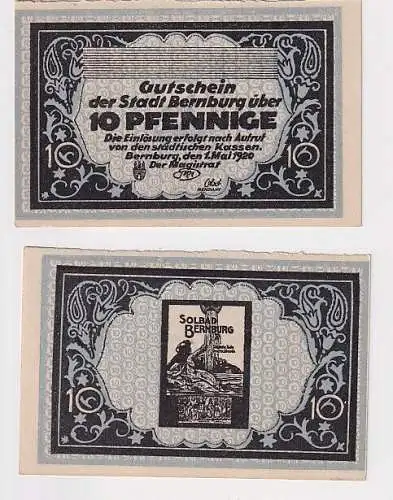 Gutschein
der Stadt Bernburg über
10 PFENNIGE
Die Einlösung erfolgt nach Aufruf
von den städtischen Kassen.
Bernburg, den 1. Mai 1920
Der Magistrat
10
10
SOLBAD
BERNBURG
10
10